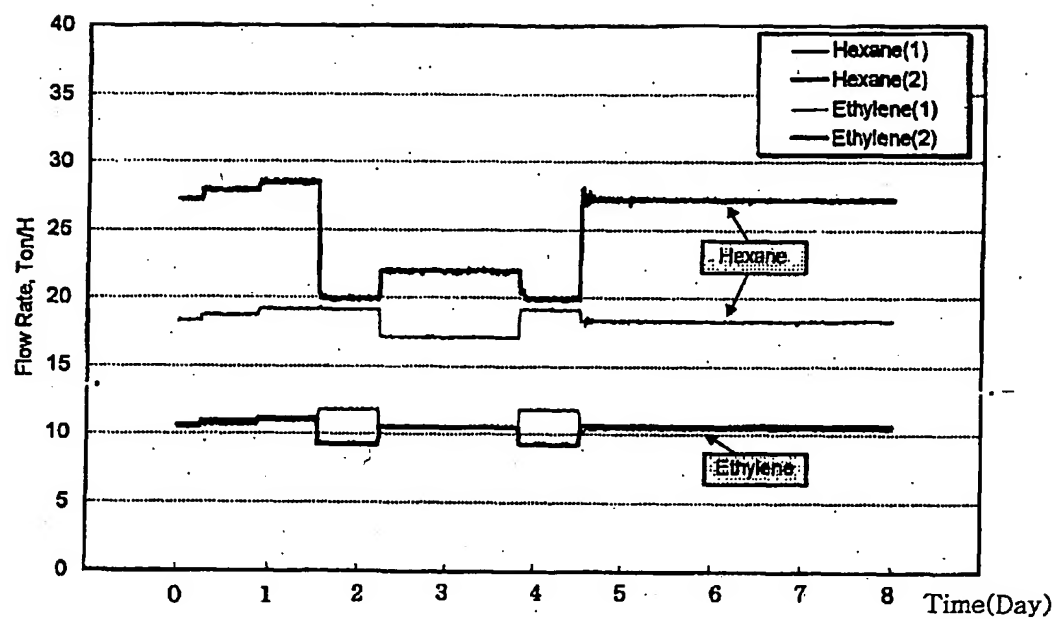 40
35
30
25
20
15
10
5
0
Flow Rate, Ton/H
Hexane(1)
Hexane(2)
Ethylene(1)
Ethylene(2)
Hexane
Ethylene
0 1 2 3 4 5 6 7 8
Time(Day)